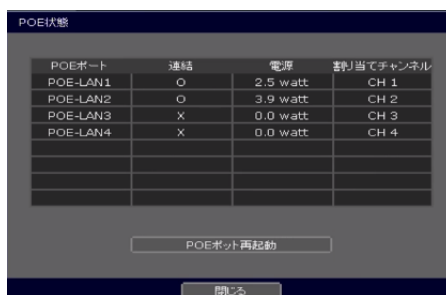 POE状態
POEポート 連結 電源 割り当てチャンネル
POE-LAN1 O 2.5 watt CH 1
POE-LAN2 O 3.9 watt CH 2
POE-LAN3 X 0.0 watt CH 3
POE-LAN4 X 0.0 watt CH 4
POEポット再起動
閉じる